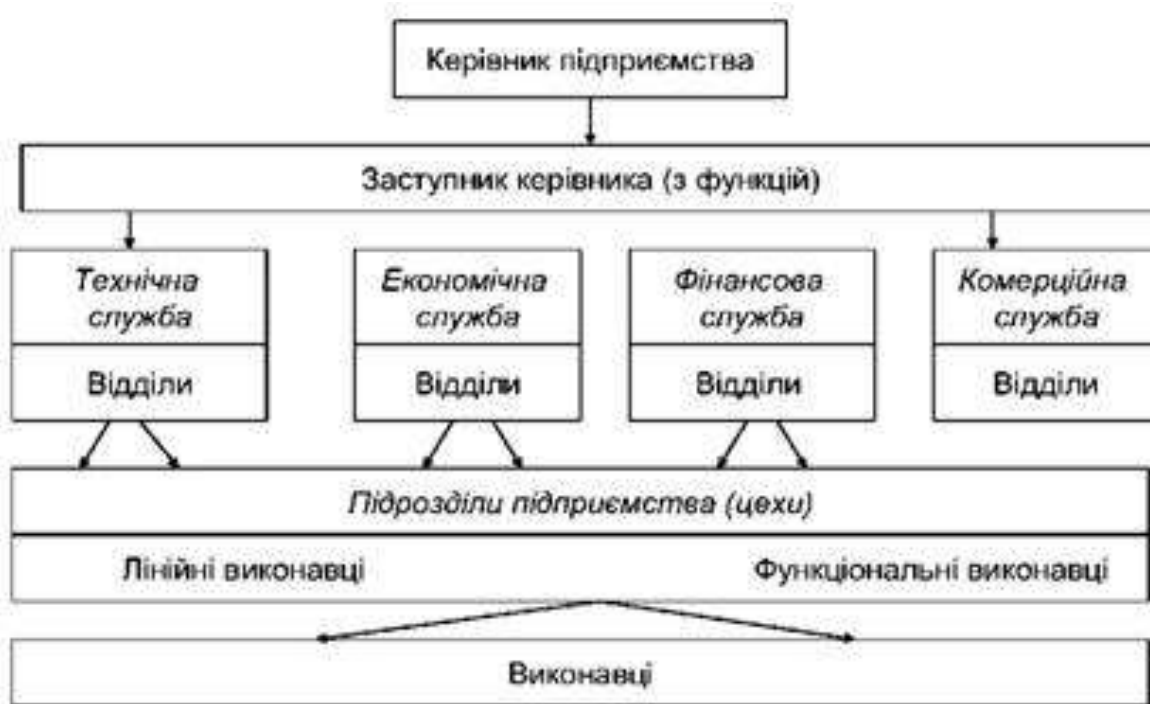 Керівник підприємства
Заступник керівника (з функцій)
Технічна
служба
Економічна
служба
Фінансова
служба
Комерційна
служба
Відділи
Відділи
Відділи
Відділи
Підрозділи підприємства (цехи)
Лінійні виконавці
Функціональні виконавці
Виконавці